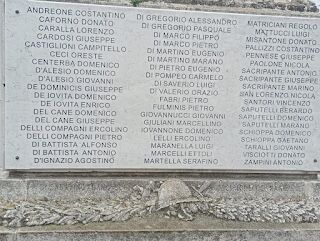 ANDREONE COSTANTINO
CAFORNO DONATO
CARALLA LORENZO
CARDOSI GIUSEPPE
CASTIGLIONI CAMPITELLO
CECI ORESTE
CENTERBA DOMENICO
D'ALESIO DOMENICO
D'ALESIO GIOVANNI
DE DOMINICIS GIUSEPPE
DE IOVITA DOMENICO
DE IOVITA ENRICO
DEL CANE DOMENICO
DEL CANE GIUSEPPE
DELLI COMPAGNI ERCOLINO
DELLI COMPAGNI PIETRO
DI BATTISTA ALFONSO
DI BATTISTA ANTONIO
D'IGNAZIO AGOSTINO
DI GREGORIO ALESSANDRO
DI GREGORIO PASQUALE
DI MARCO FILIPPO
DI MARCO PIETRO
DI MARTINO EUGENIO
DI MARTINO MARANO
DI PIETRO EUGENIO
DI POMPEO CARMELO
DI SAVERIO LUIGI
DI VALERIO ORAZIO
FABRI PIETRO
FULMINIS PIETRO
GIOVANNUCCI GIOVANNI
GIULIANI MARCELLINO
IOVANNONE DOMENICO
LELLI ERCOLINO
MARANELLA LUIGI
MARCELLI ETTOLI
MARTELLA SERAFINO
MATRICIANI REGOLO
MATTUCCI LUIGI
MISANTONE DONATO
PALIZZI COSTANTINO
PENNESE GIUSEPPE
PAOLONE NICOLA
SACRIPANTE ANTONIO
SACRIPANTE GIUSEPPE
SACRIPANTE MARINO
SAN LORENZO NICOLA
SANTORI VINCENZO
SAPUTELLI BERARDO
SAPUTELLI DOMENICO
SAPUTELLI MARANO
SCHIOPPA DOMENICO
SCHIOPPA GAETANO
TARALLI GIOVANNI
VISCIOTTI DONATO
ZAMPINI ANTONIO